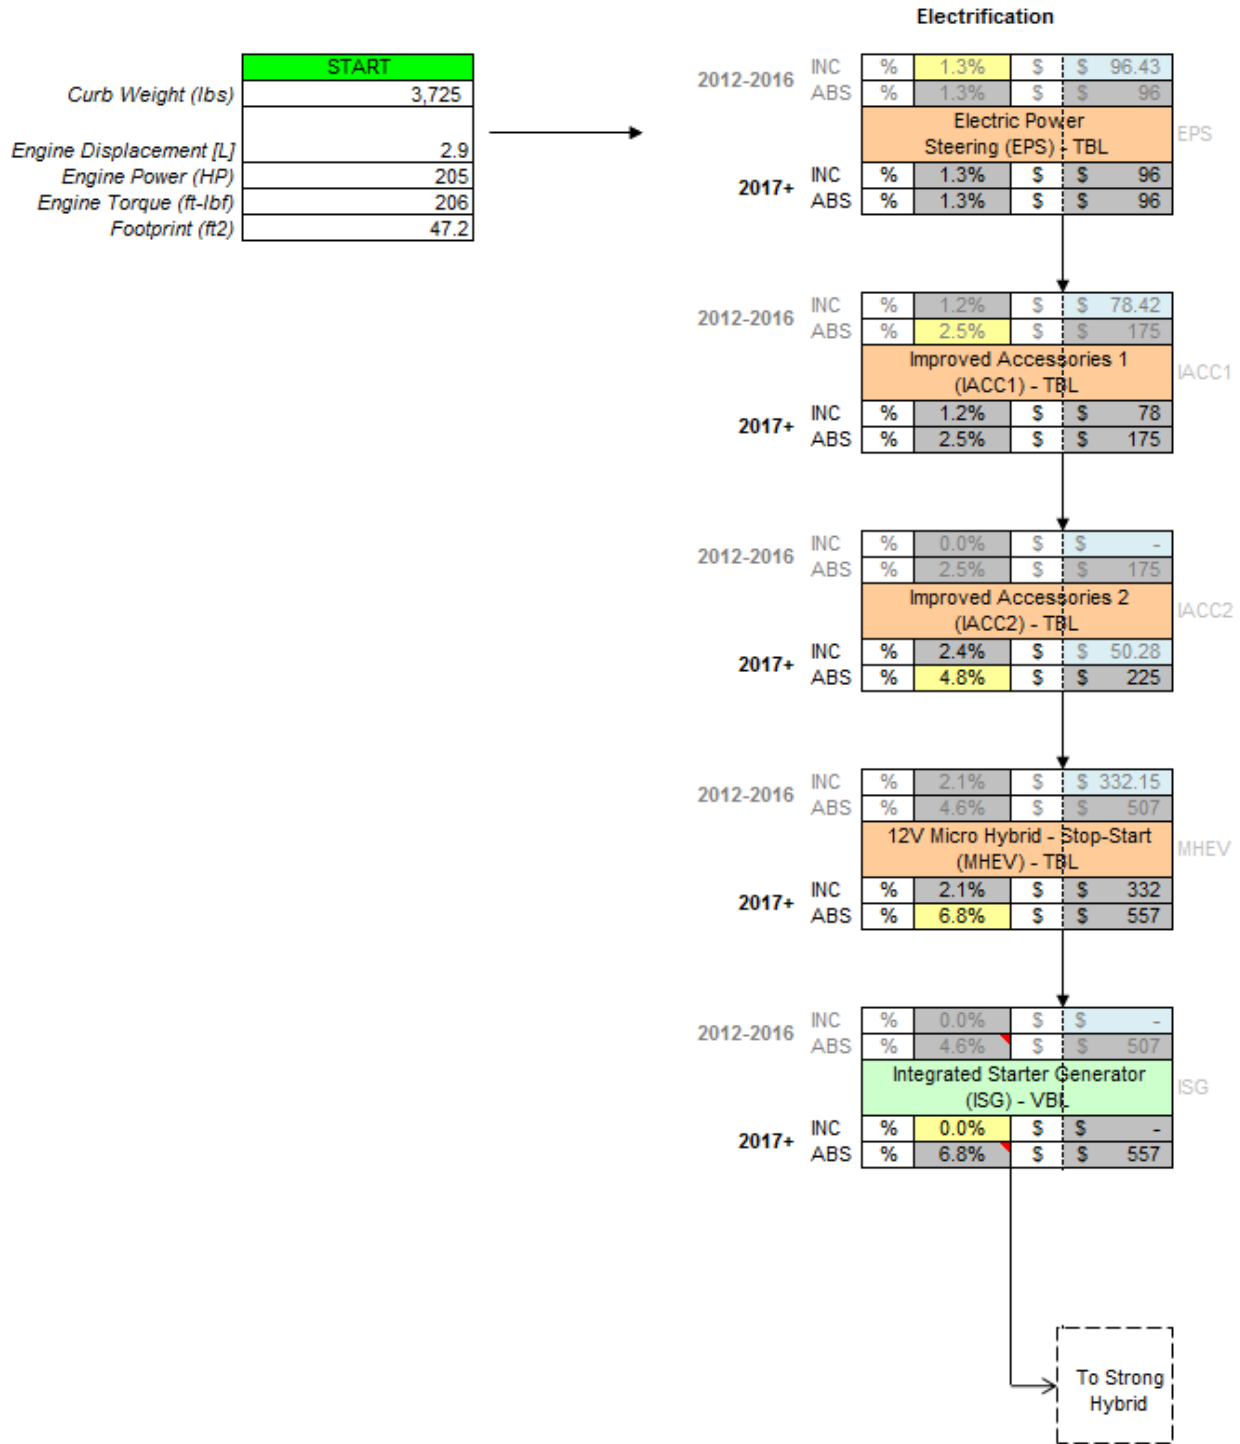 Electrification
START
Curb Weight (lbs) 3,725
Engine Displacement [L] 2.9
Engine Power (HP) 205
Engine Torque (ft-lbf) 206
Footprint (ft2) 47.2
2012-2016
INC % 1.3% $ $ 96.43
ABS % 1.3% $ $ 96
Electric Power
Steering (EPS) - TBL
EPS
2017+
INC % 1.3% $ $ 96
ABS % 1.3% $ $ 96
2012-2016
INC % 1.2% $ $ 78.42
ABS % 2.5% $ $ 175
Improved Accessories 1
(IACC1) - TBL
IACC1
2017+
INC % 1.2% $ $ 78
ABS % 2.5% $ $ 175
2012-2016
INC % 0.0% $ $ -
ABS % 2.5% $ $ 175
Improved Accessories 2
(IACC2) - TBL
IACC2
2017+
INC % 2.4% $ $ 50.28
ABS % 4.8% $ $ 225
2012-2016
INC % 2.1% $ $ 332.15
ABS % 4.6% $ $ 507
12V Micro Hybrid - Stop-Start
(MHEV) - TBL
MHEV
2017+
INC % 2.1% $ $ 332
ABS % 6.8% $ $ 557
2012-2016
INC % 0.0% $ $ -
ABS % 4.6% $ $ 507
Integrated Starter Generator
(ISG) - VBL
ISG
2017+
INC % 0.0% $ $ -
ABS % 6.8% $ $ 557
To Strong
Hybrid